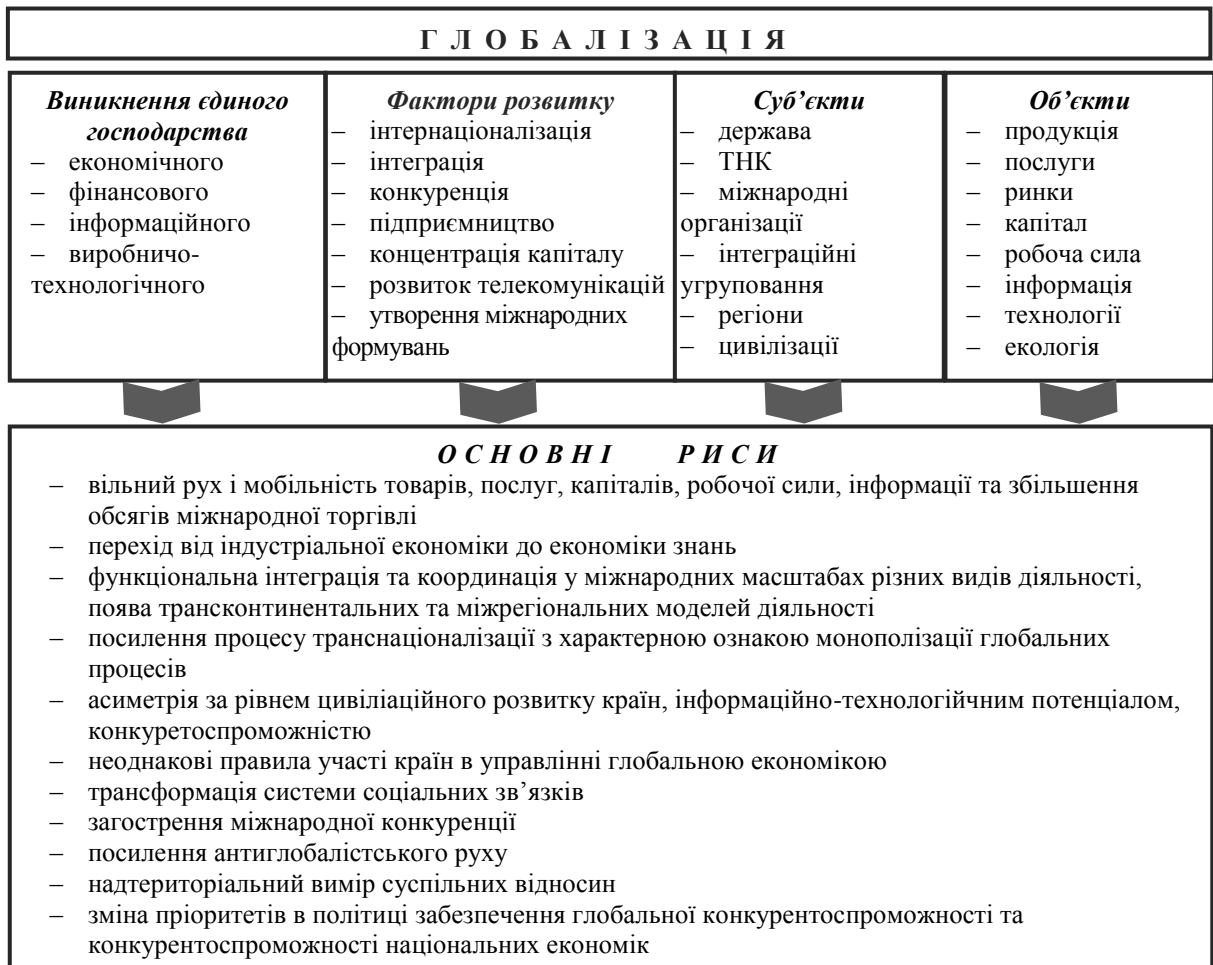 ГЛОБАЛІЗАЦІЯ
Виникнення єдиного
господарства
– економічного
– фінансового
– інформаційного
– виробничо-
технологічного
Фактори розвитку
– інтернаціоналізація
– інтеграція
– конкуренція
– підприємництво
– концентрація капіталу
– розвиток телекомунікацій
– утворення міжнародних
формувань
Суб’єкти
– держава
– ТНК
– міжнародні
організації
– інтеграційні
угруповання
– регіони
– цивілізації
Об’єкти
– продукція
– послуги
– ринки
– капітал
– робоча сила
– інформація
– технології
– екологія
ОСНОВНІ РИСИ
– вільний рух і мобільність товарів, послуг, капіталів, робочої сили, інформації та збільшення
обсягів міжнародної торгівлі
– перехід від індустріальної економіки до економіки знань
– функціональна інтеграція та координація у міжнародних масштабах різних видів діяльності,
поява трансконтинентальних та міжрегіональних моделей діяльності
– посилення процесу транснаціоналізації з характерною ознакою монополізації глобальних
процесів
– асиметрія за рівнем цивіліаційного розвитку країн, інформаційно-технологійчним потенціалом,
конкуретоспроможністю
– неоднакові правила участі країн в управлінні глобальною економікою
– трансформація системи соціальних зв’язків
– загострення міжнародної конкуренції
– посилення антиглобалістського руху
– надтериторіальний вимір суспільних відносин
– зміна пріоритетів в політиці забезпечення глобальної конкурентоспроможності та
конкурентоспроможності національних економік